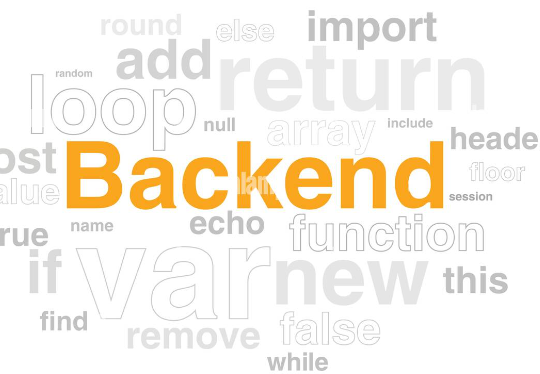 round else import
add return
random
loop null array include
header
ost Backend floor
alue session
rue name echo function
if var new this
find remove false
while